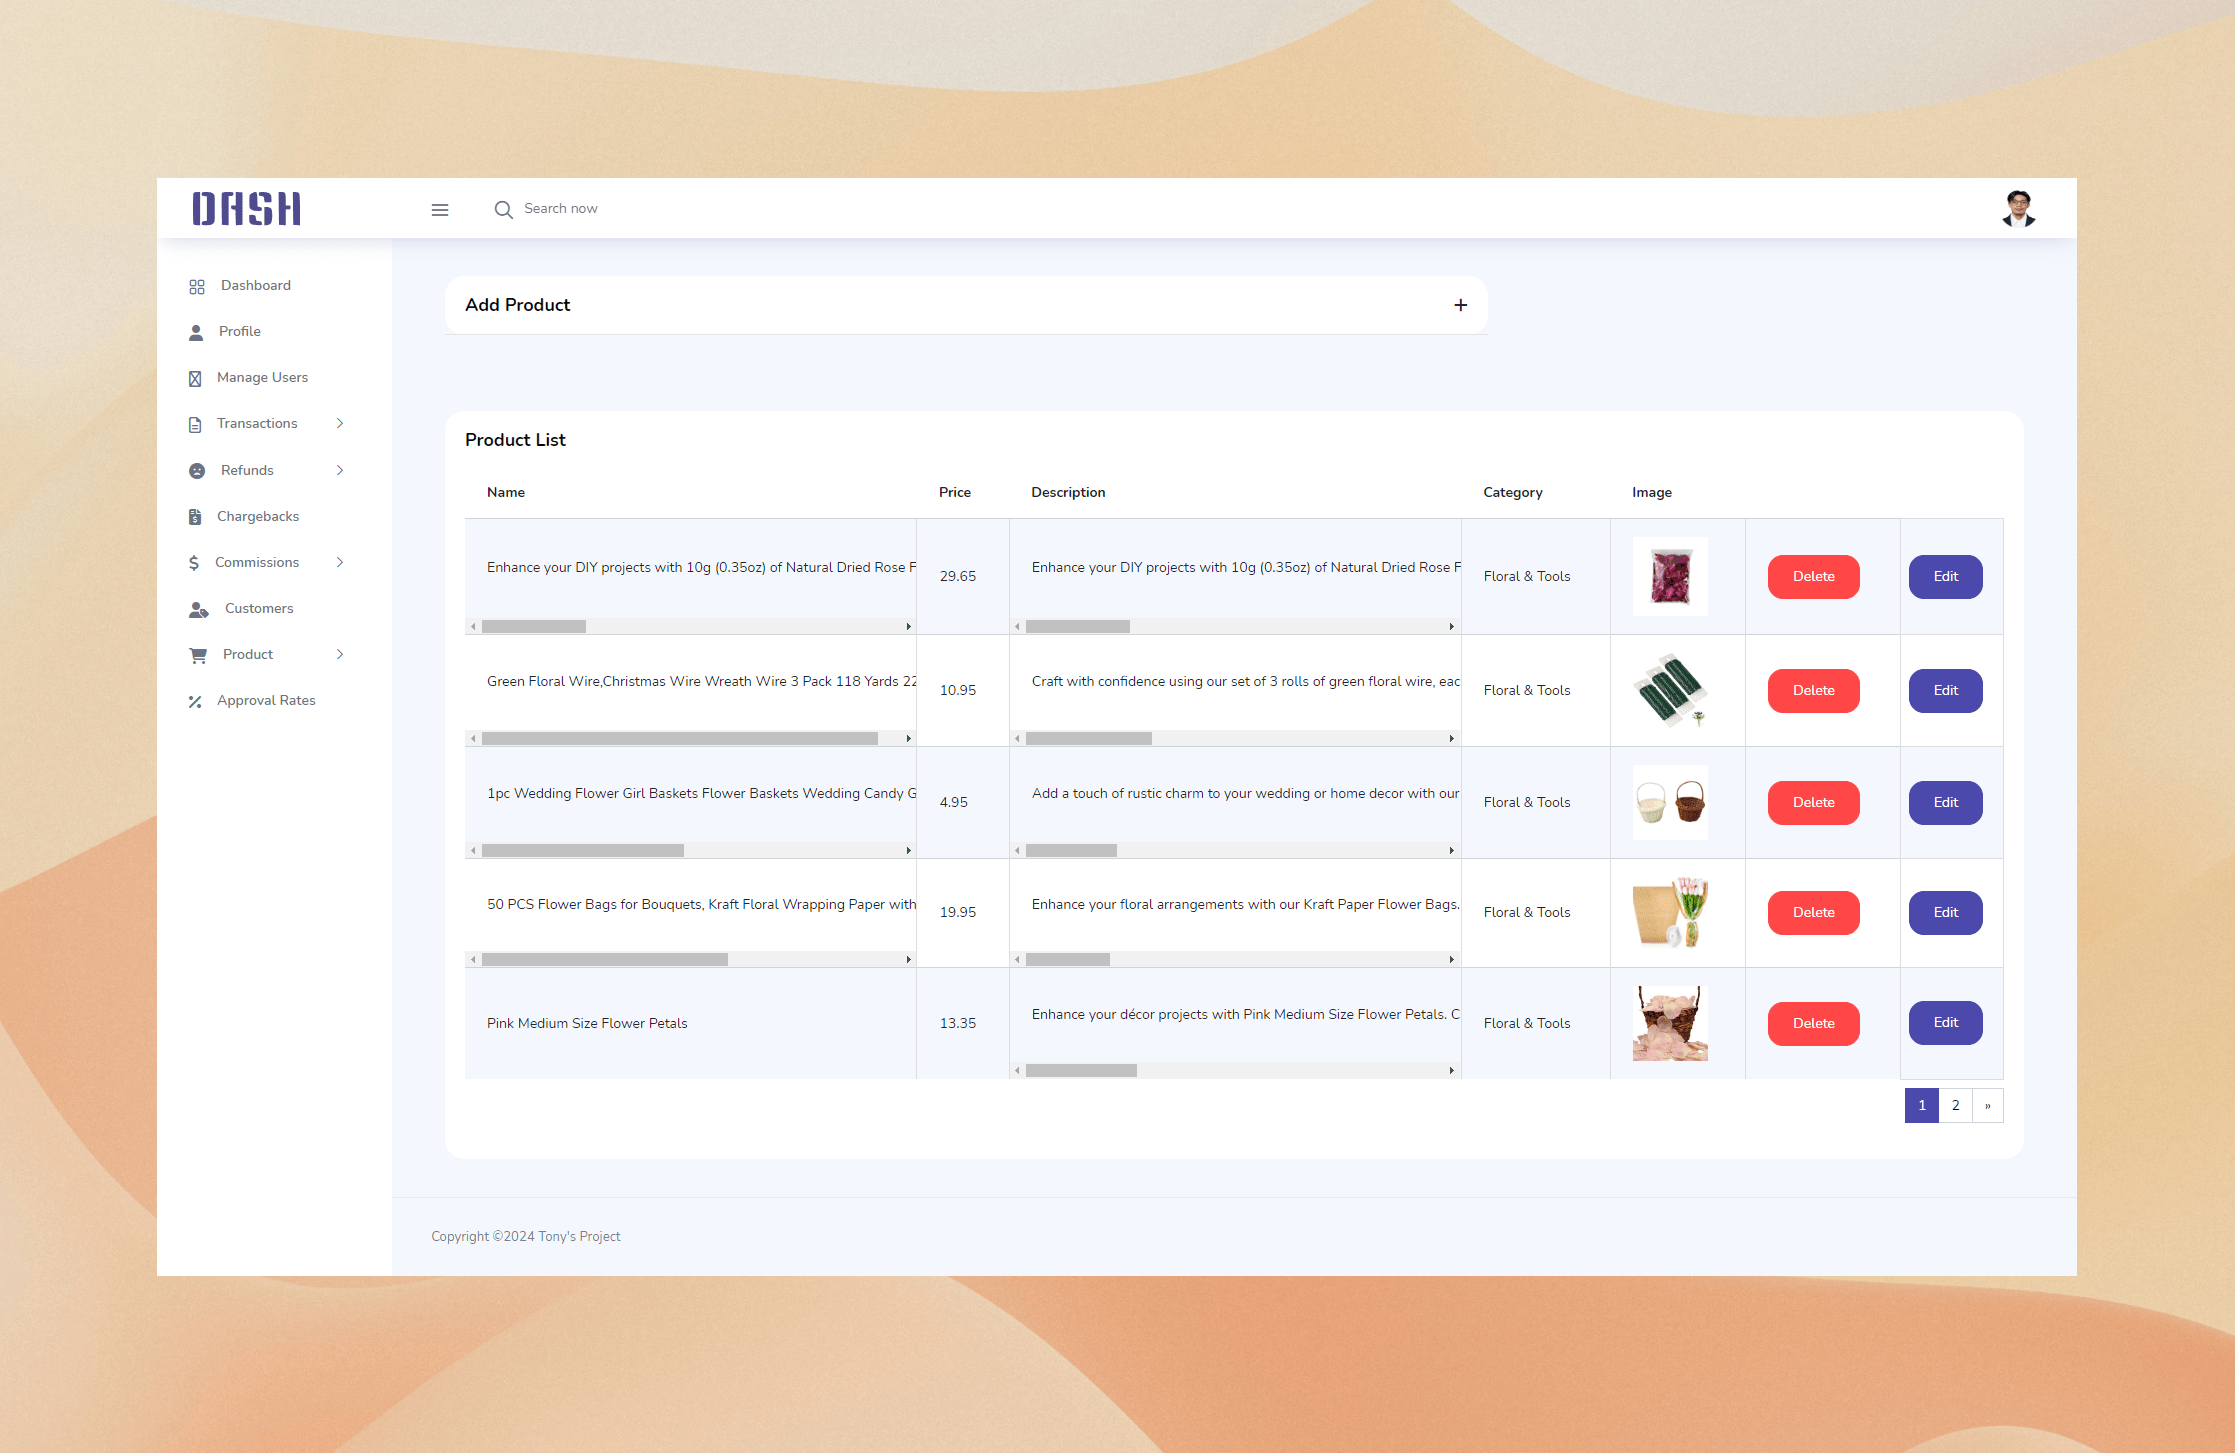 DASH
Search now
Dashboard
Profile
Manage Users
Transactions
Refunds
Chargebacks
Commissions
Customers
Product
Approval Rates
Add Product +
Product List
Name Price Description Category Image
Enhance your DIY projects with 10g (0.35oz) of Natural Dried Rose F 29.65 Enhance your DIY projects with 10g (0.35oz) of Natural Dried Rose F Floral & Tools Delete Edit
Green Floral Wire,Christmas Wire Wreath Wire 3 Pack 118 Yards 22 10.95 Craft with confidence using our set of 3 rolls of green floral wire, eac Floral & Tools Delete Edit
1pc Wedding Flower Girl Baskets Flower Baskets Wedding Candy G 4.95 Add a touch of rustic charm to your wedding or home decor with our Floral & Tools Delete Edit
50 PCS Flower Bags for Bouquets, Kraft Floral Wrapping Paper with 19.95 Enhance your floral arrangements with our Kraft Paper Flower Bags. Floral & Tools Delete Edit
Pink Medium Size Flower Petals 13.35 Enhance your décor projects with Pink Medium Size Flower Petals. C Floral & Tools Delete Edit
1 2 »
Copyright ©2024 Tony's Project